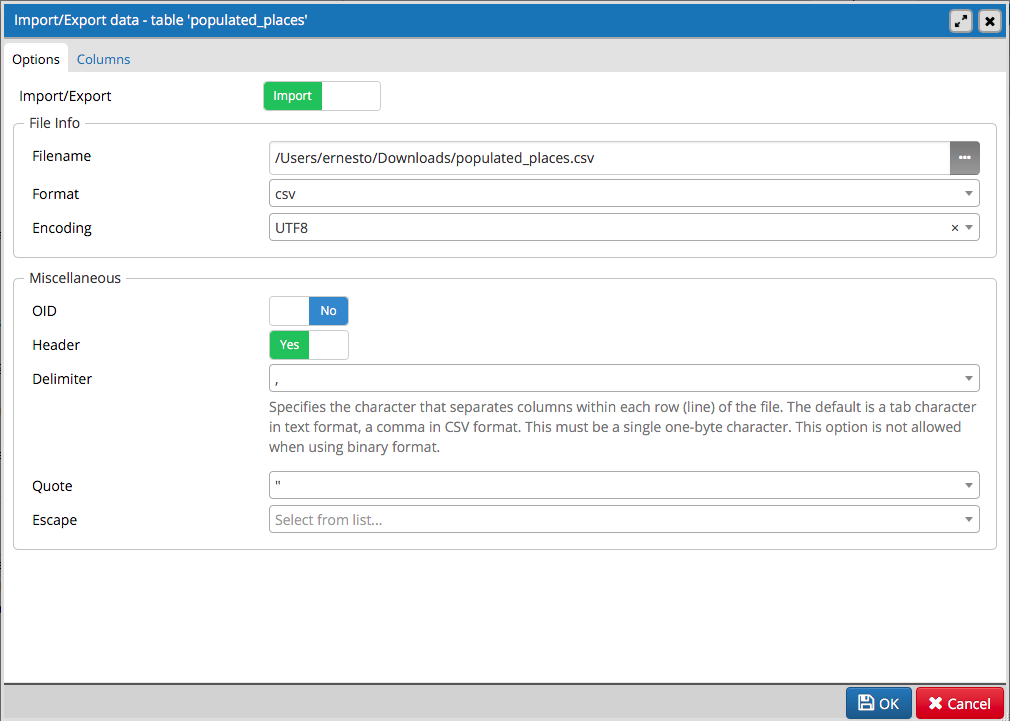 Import/Export data - table 'populated_places'
Options Columns
Import/Export Import
File Info
Filename /Users/ernesto/Downloads/populated_places.csv
Format csv
Encoding UTF8 ×
Miscellaneous
OID No
Header Yes
Delimiter ,
Specifies the character that separates columns within each row (line) of the file. The default is a tab character
in text format, a comma in CSV format. This must be a single one-byte character. This option is not allowed
when using binary format.
Quote "
Escape Select from list...
OK Cancel